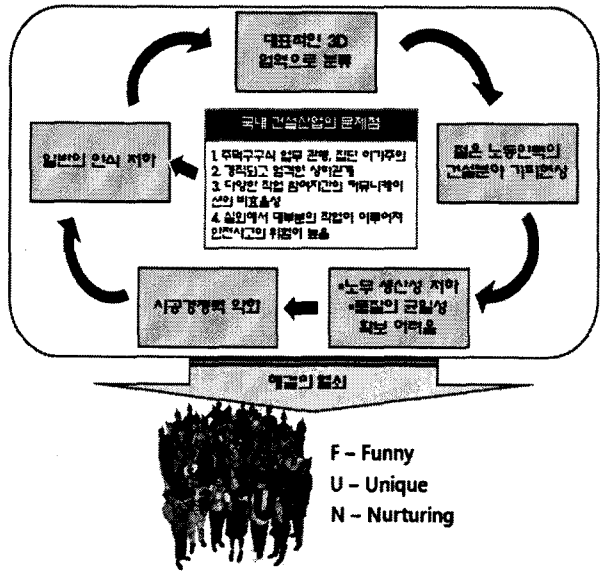 대표적인 3D
업력으로 분류
국내 건설산업의 문제점
1. 주먹구구식 업무 관행, 집단 이기주의
2. 경직되고 엄격한 상하관계
3. 다양한 작업 참여자간의 커뮤니케이
션의 비효율성
4. 실외에서 대부분의 작업이 이루어져
안전사고의 위험이 높음
일반의 인식 저하
젊은 노동인력의
건설분야 기피현상
시공경쟁력 약화
•노무 생산성 저하
•품질의 균일성
확보 어려움
해결의 열쇠
F – Funny
U – Unique
N – Nurturing